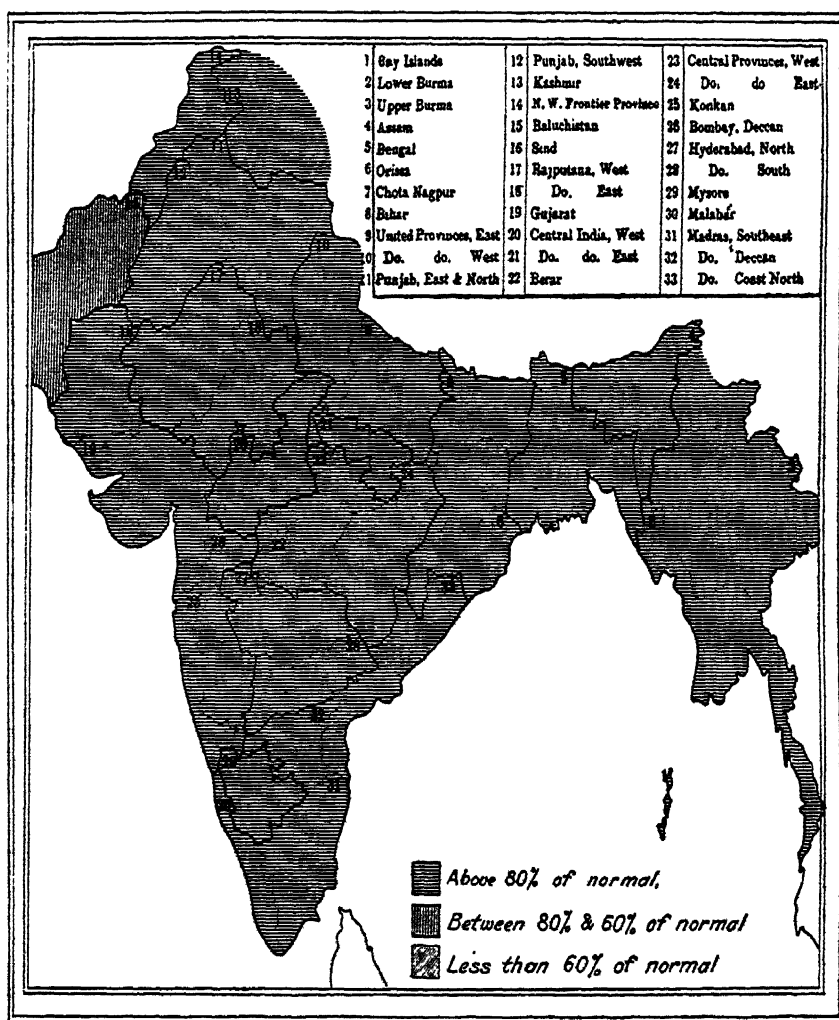 1 Bay Islands
2 Lower Burma
3 Upper Burma
4 Assam
5 Bengal
6 Orissa
7 Chota Nagpur
8 Bihar
9 United Provinces, East
10 Do. do. West
11 Punjab, East & North
12 Punjab, Southwest
13 Kashmir
14 N. W. Frontier Province
15 Baluchistan
16 Sind
17 Rajputana, West
18 Do. East
19 Gujarat
20 Central India, West
21 Do. do. East
22 Berar
23 Central Provinces, West
24 Do. do East
25 Konkan
26 Bombay, Deccan
27 Hyderabad, North
28 Do. South
29 Mysore
30 Malabar
31 Madras, Southeast
32 Do. Deccan
33 Do. Coast North
Above 80% of normal.
Between 80% & 60% of normal
Less than 60% of normal